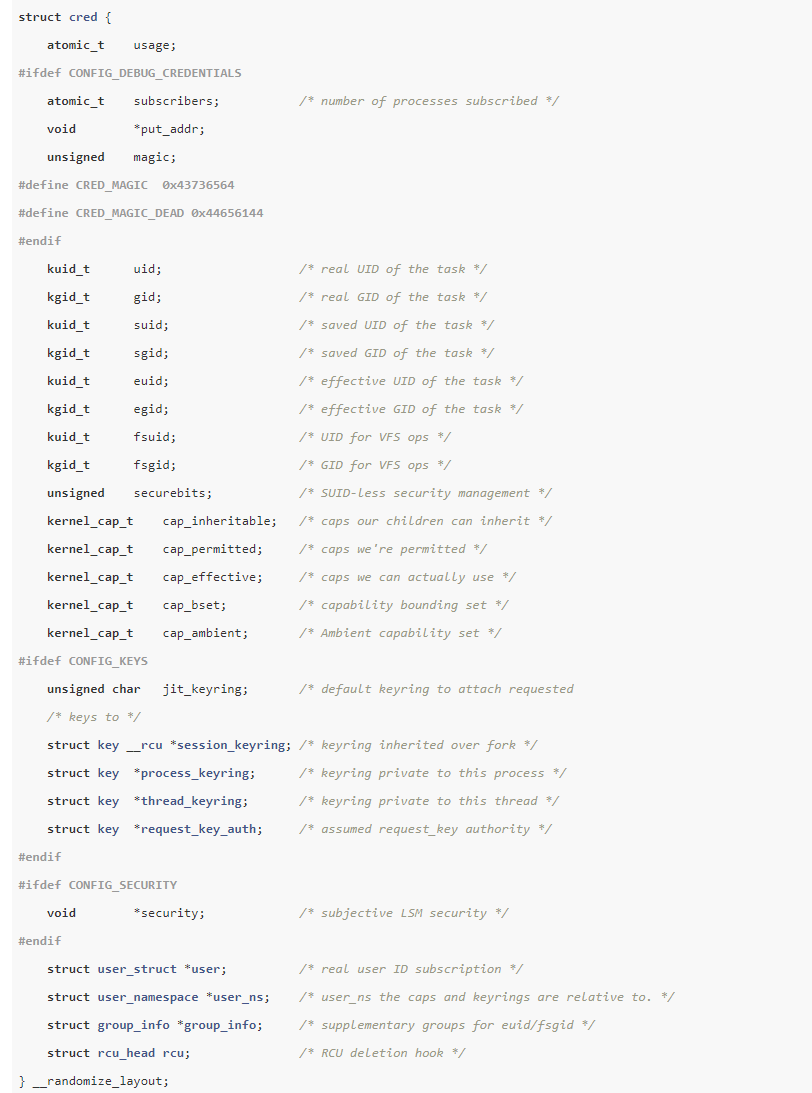 struct cred {
    atomic_t    usage;
#ifdef CONFIG_DEBUG_CREDENTIALS
    atomic_t    subscribers;           /* number of processes subscribed */
    void        *put_addr;
    unsigned    magic;
#define CRED_MAGIC  0x43736564
#define CRED_MAGIC_DEAD 0x44656144
#endif
    kuid_t      uid;                   /* real UID of the task */
    kgid_t      gid;                   /* real GID of the task */
    kuid_t      suid;                  /* saved UID of the task */
    kgid_t      sgid;                  /* saved GID of the task */
    kuid_t      euid;                  /* effective UID of the task */
    kgid_t      egid;                  /* effective GID of the task */
    kuid_t      fsuid;                 /* UID for VFS ops */
    kgid_t      fsgid;                 /* GID for VFS ops */
    unsigned    securebits;            /* SUID-less security management */
    kernel_cap_t    cap_inheritable;   /* caps our children can inherit */
    kernel_cap_t    cap_permitted;     /* caps we're permitted */
    kernel_cap_t    cap_effective;     /* caps we can actually use */
    kernel_cap_t    cap_bset;          /* capability bounding set */
    kernel_cap_t    cap_ambient;       /* Ambient capability set */
#ifdef CONFIG_KEYS
    unsigned char   jit_keyring;       /* default keyring to attach requested
    /* keys to */
    struct key __rcu *session_keyring; /* keyring inherited over fork */
    struct key  *process_keyring;      /* keyring private to this process */
    struct key  *thread_keyring;       /* keyring private to this thread */
    struct key  *request_key_auth;     /* assumed request_key authority */
#endif
#ifdef CONFIG_SECURITY
    void        *security;             /* subjective LSM security */
#endif
    struct user_struct *user;          /* real user ID subscription */
    struct user_namespace *user_ns;    /* user_ns the caps and keyrings are relative to. */
    struct group_info *group_info;     /* supplementary groups for euid/fsgid */
    struct rcu_head rcu;               /* RCU deletion hook */
} __randomize_layout;